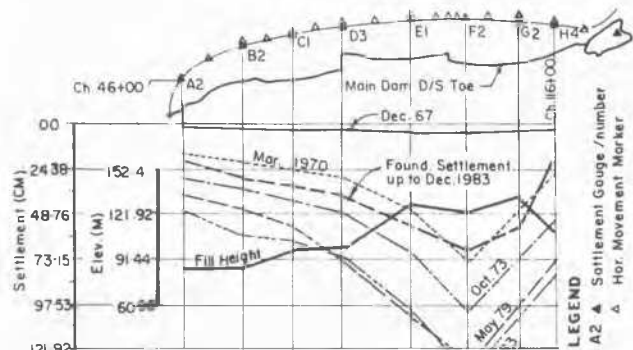 A2
B2
C1
D3
E1
F2
G2
H4
Ch. 46+00
Ch. 116+00
Main Dam D/S Toe
Dec. 67
00
24·38
48·76
73·15
97·53
121.92
Settlement (CM.)
152·4
121·92
91·44
60·96
Elev. (M)
Mar. 1970
Found. Settlement
up to Dec. 1983
Fill Height
Oct 73
May 79
LEGEND
A2 ▲ Settlement Gauge/number
△ Hor. Movement Marker